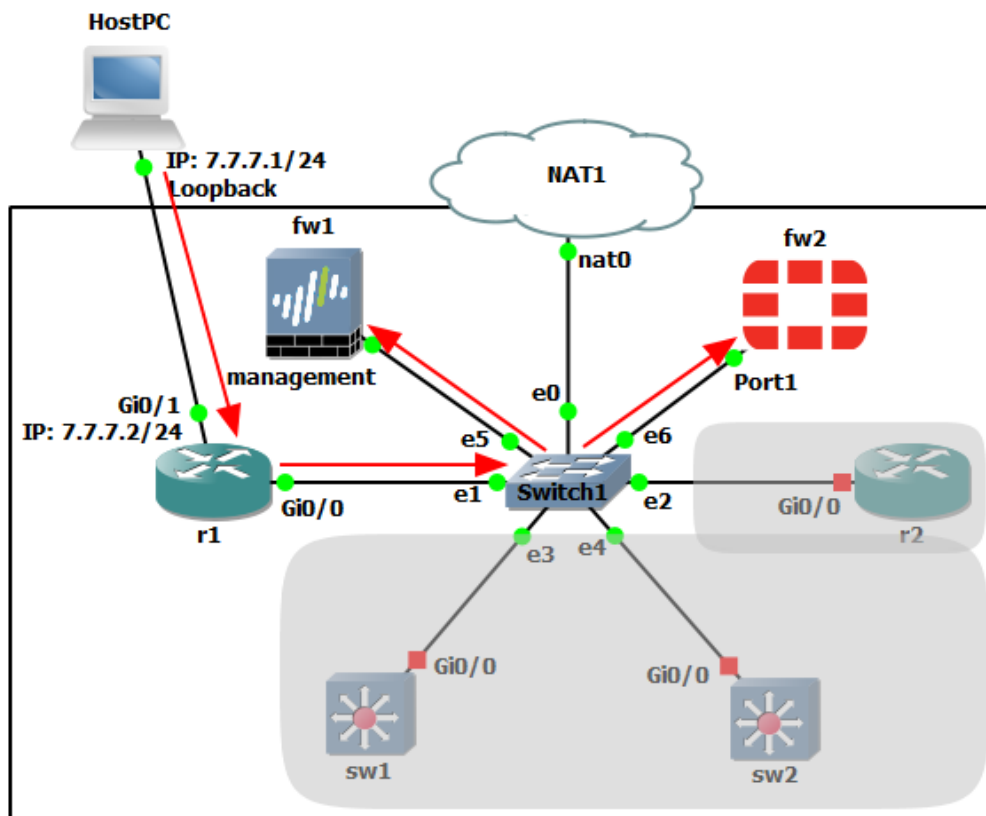 HostPC
IP: 7.7.7.1/24
Loopback
NAT1
fw1
fw2
nat0
management
Port1
Gi0/1
IP: 7.7.7.2/24
e0
e5
e6
e1
Switch1
e2
Gi0/0
Gi0/0
r1
r2
e3
e4
Gi0/0
Gi0/0
sw1
sw2